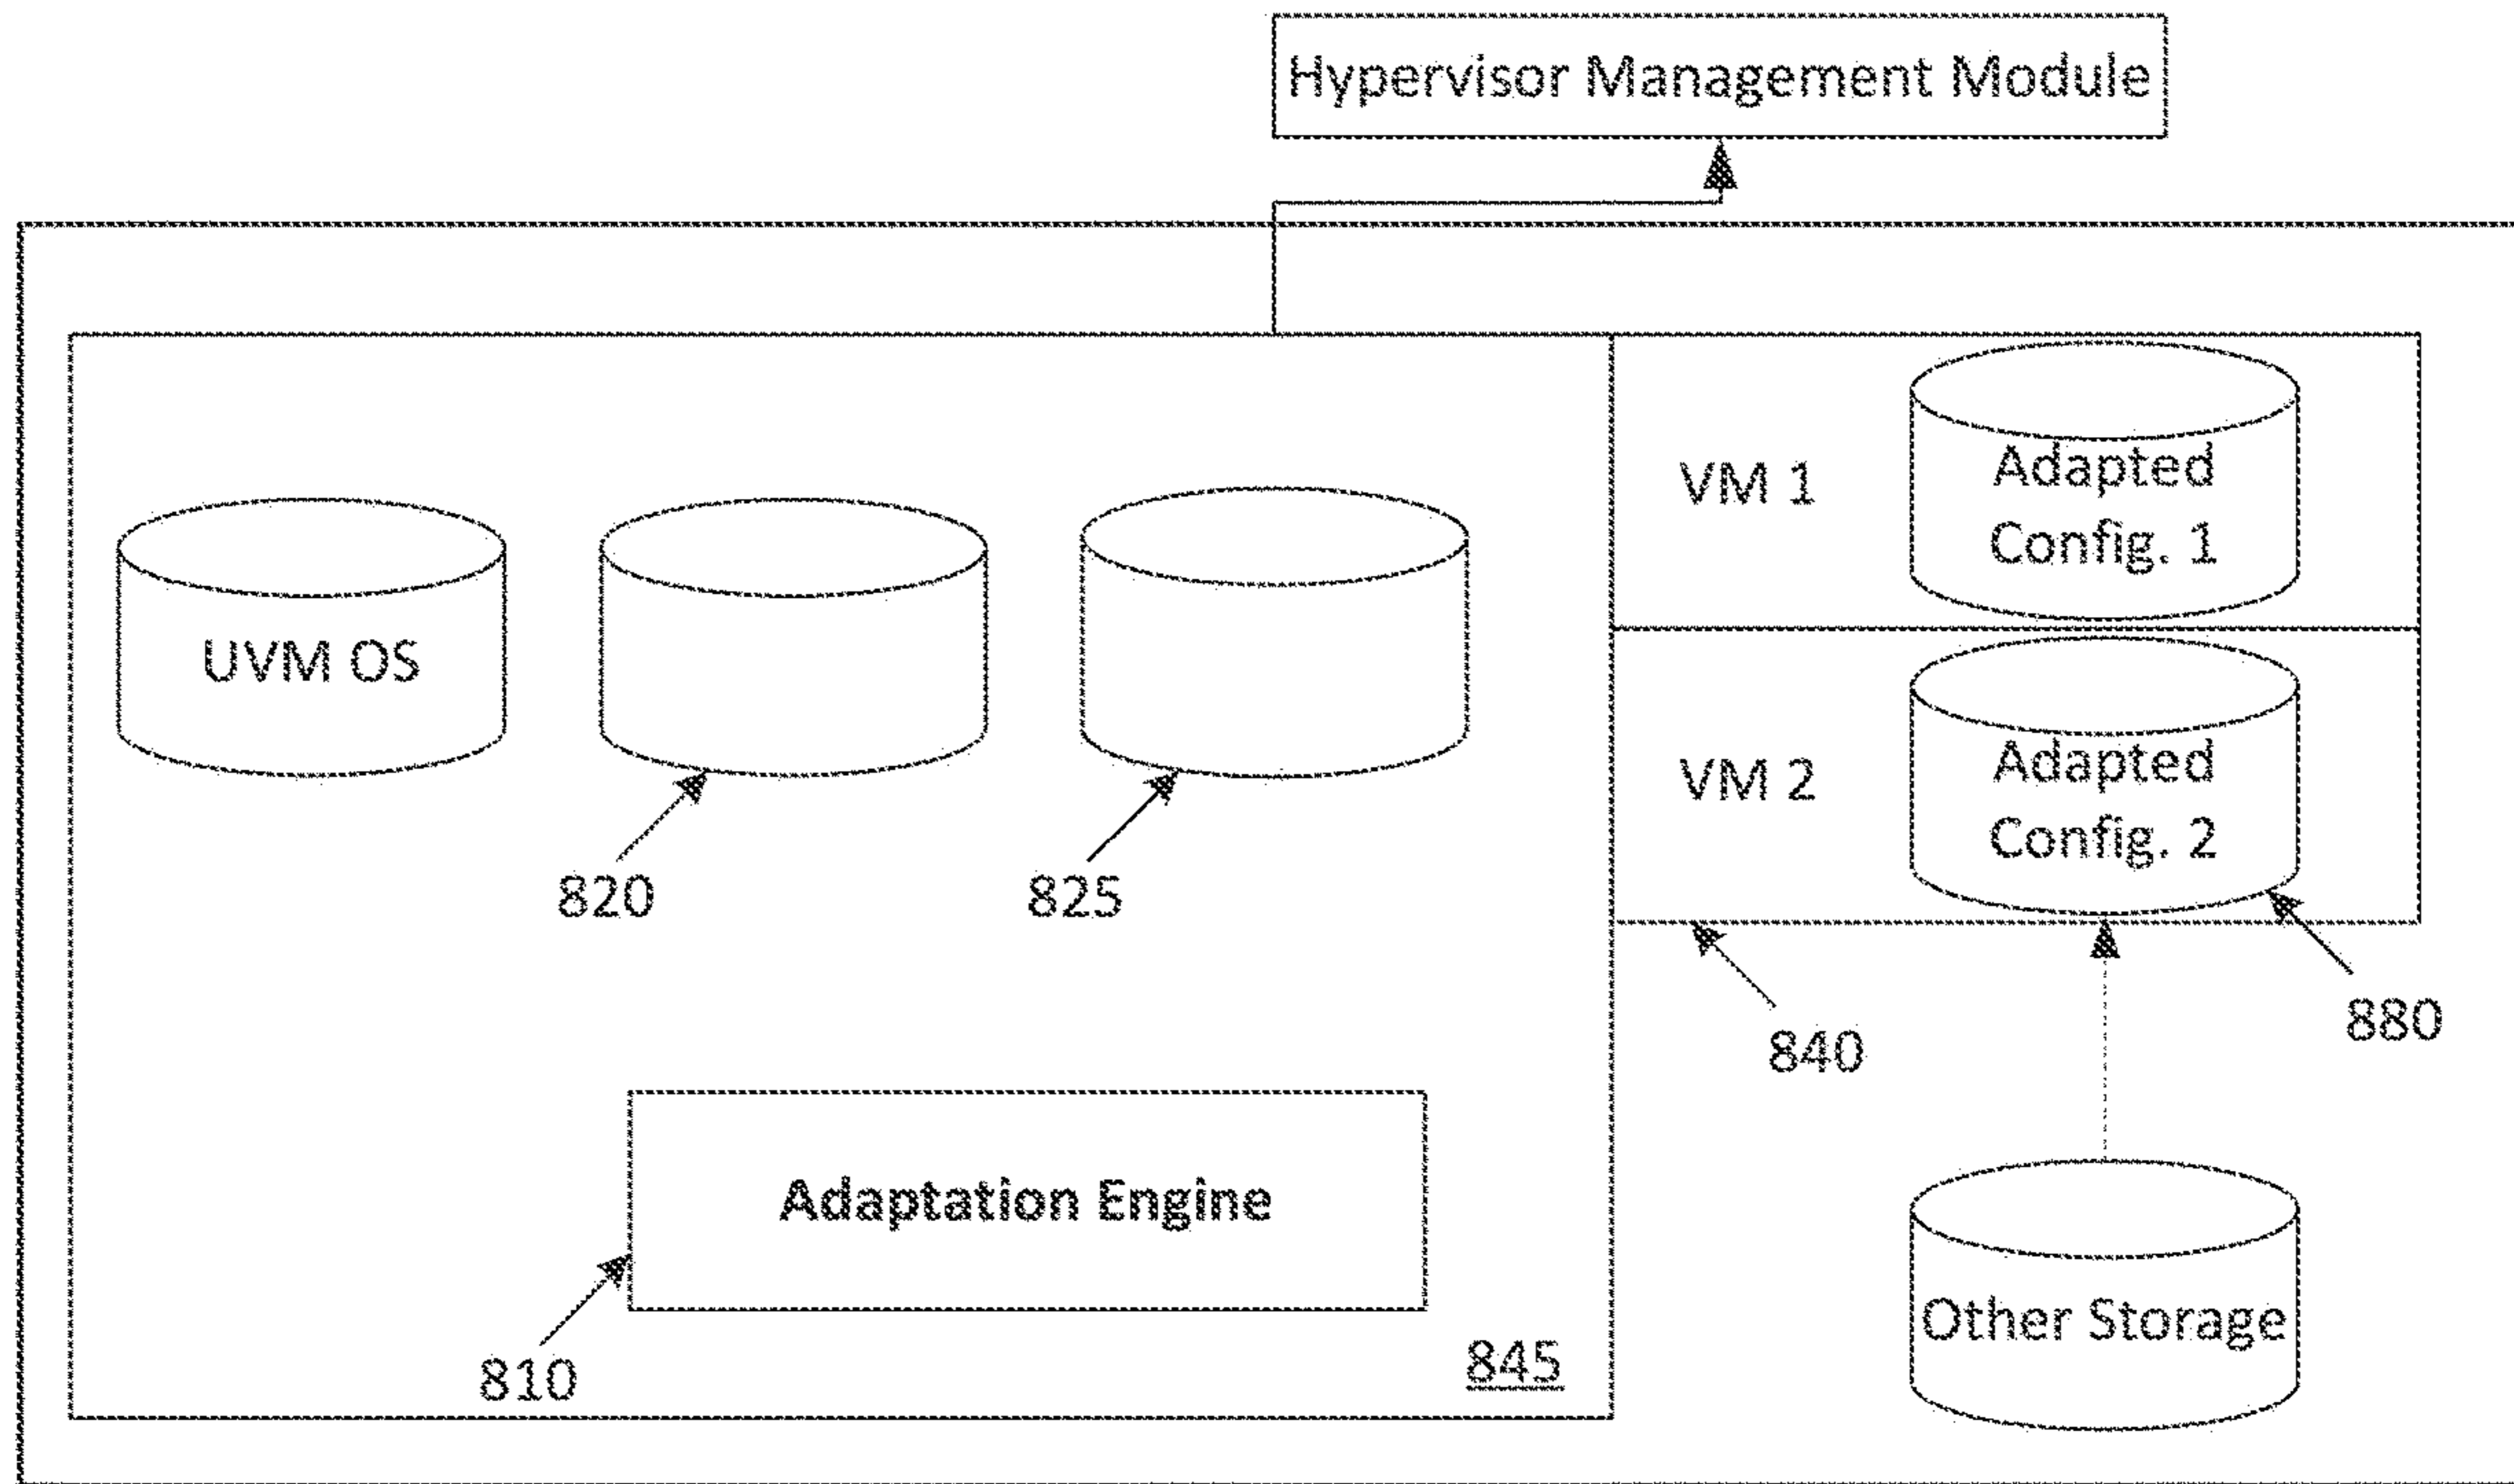 Hypervisor Management Module
VM 1
Adapted
Config. 1
UVM OS
VM 2
Adapted
Config. 2
820
825
840
880
Adaptation Engine
810
845
Other Storage